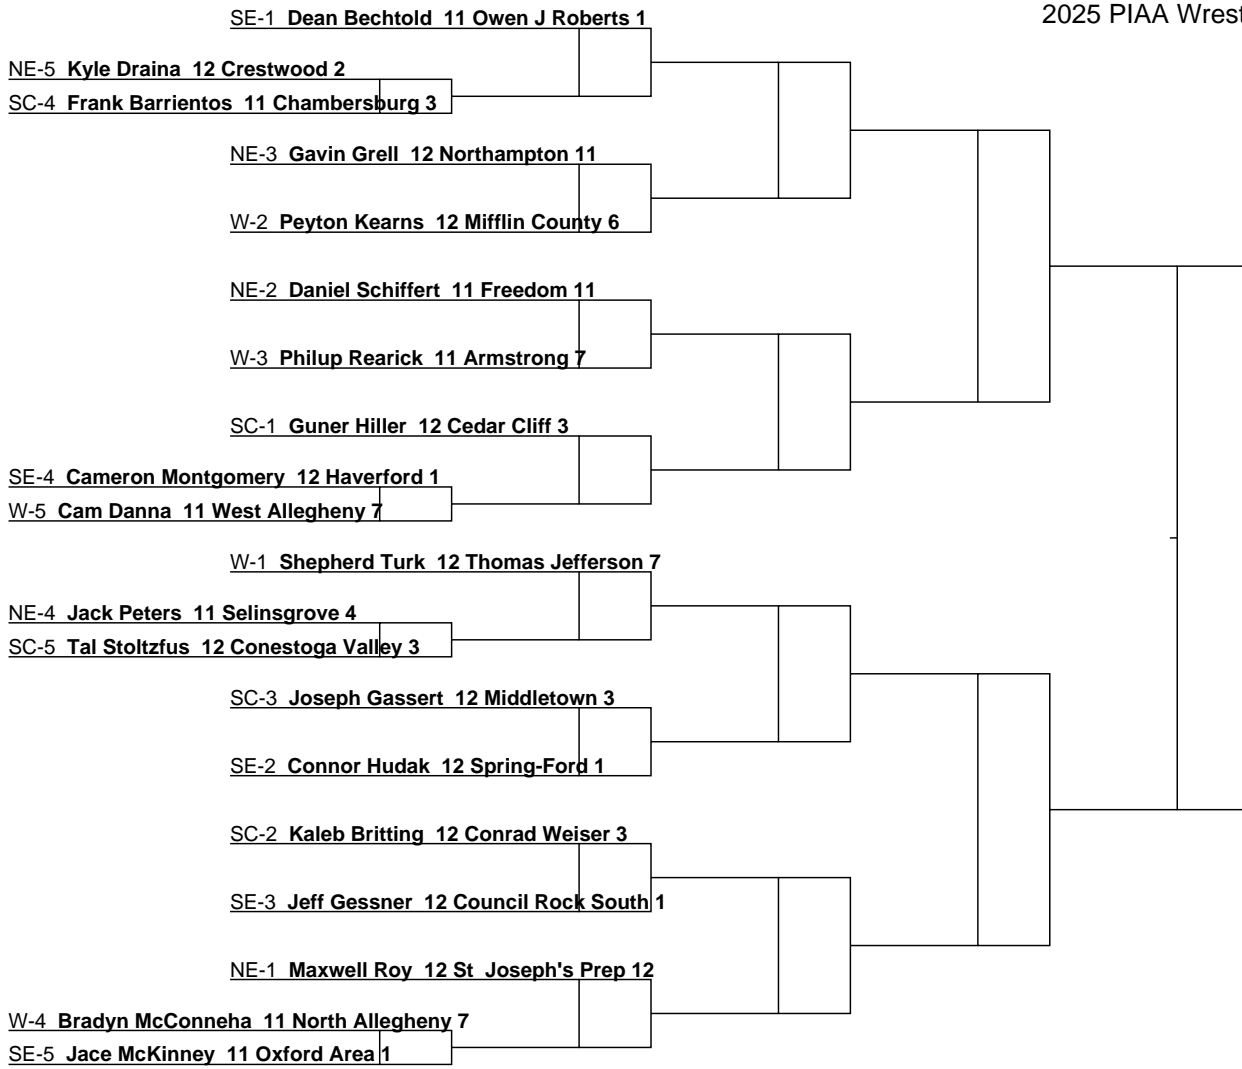 2025 PIAA Wrest
SE-1 Dean Bechtold 11 Owen J Roberts 1
NE-5 Kyle Draina 12 Crestwood 2
SC-4 Frank Barrientos 11 Chambersburg 3
NE-3 Gavin Grell 12 Northampton 11
W-2 Peyton Kearns 12 Mifflin County 6
NE-2 Daniel Schiffert 11 Freedom 11
W-3 Philup Rearick 11 Armstrong 7
SC-1 Guner Hiller 12 Cedar Cliff 3
SE-4 Cameron Montgomery 12 Haverford 1
W-5 Cam Danna 11 West Allegheny 7
W-1 Shepherd Turk 12 Thomas Jefferson 7
NE-4 Jack Peters 11 Selinsgrove 4
SC-5 Tal Stoltzfus 12 Conestoga Valley 3
SC-3 Joseph Gassert 12 Middletown 3
SE-2 Connor Hudak 12 Spring-Ford 1
SC-2 Kaleb Britting 12 Conrad Weiser 3
SE-3 Jeff Gessner 12 Council Rock South 1
NE-1 Maxwell Roy 12 St Joseph's Prep 12
W-4 Bradyn McConneha 11 North Allegheny 7
SE-5 Jace McKinney 11 Oxford Area 1